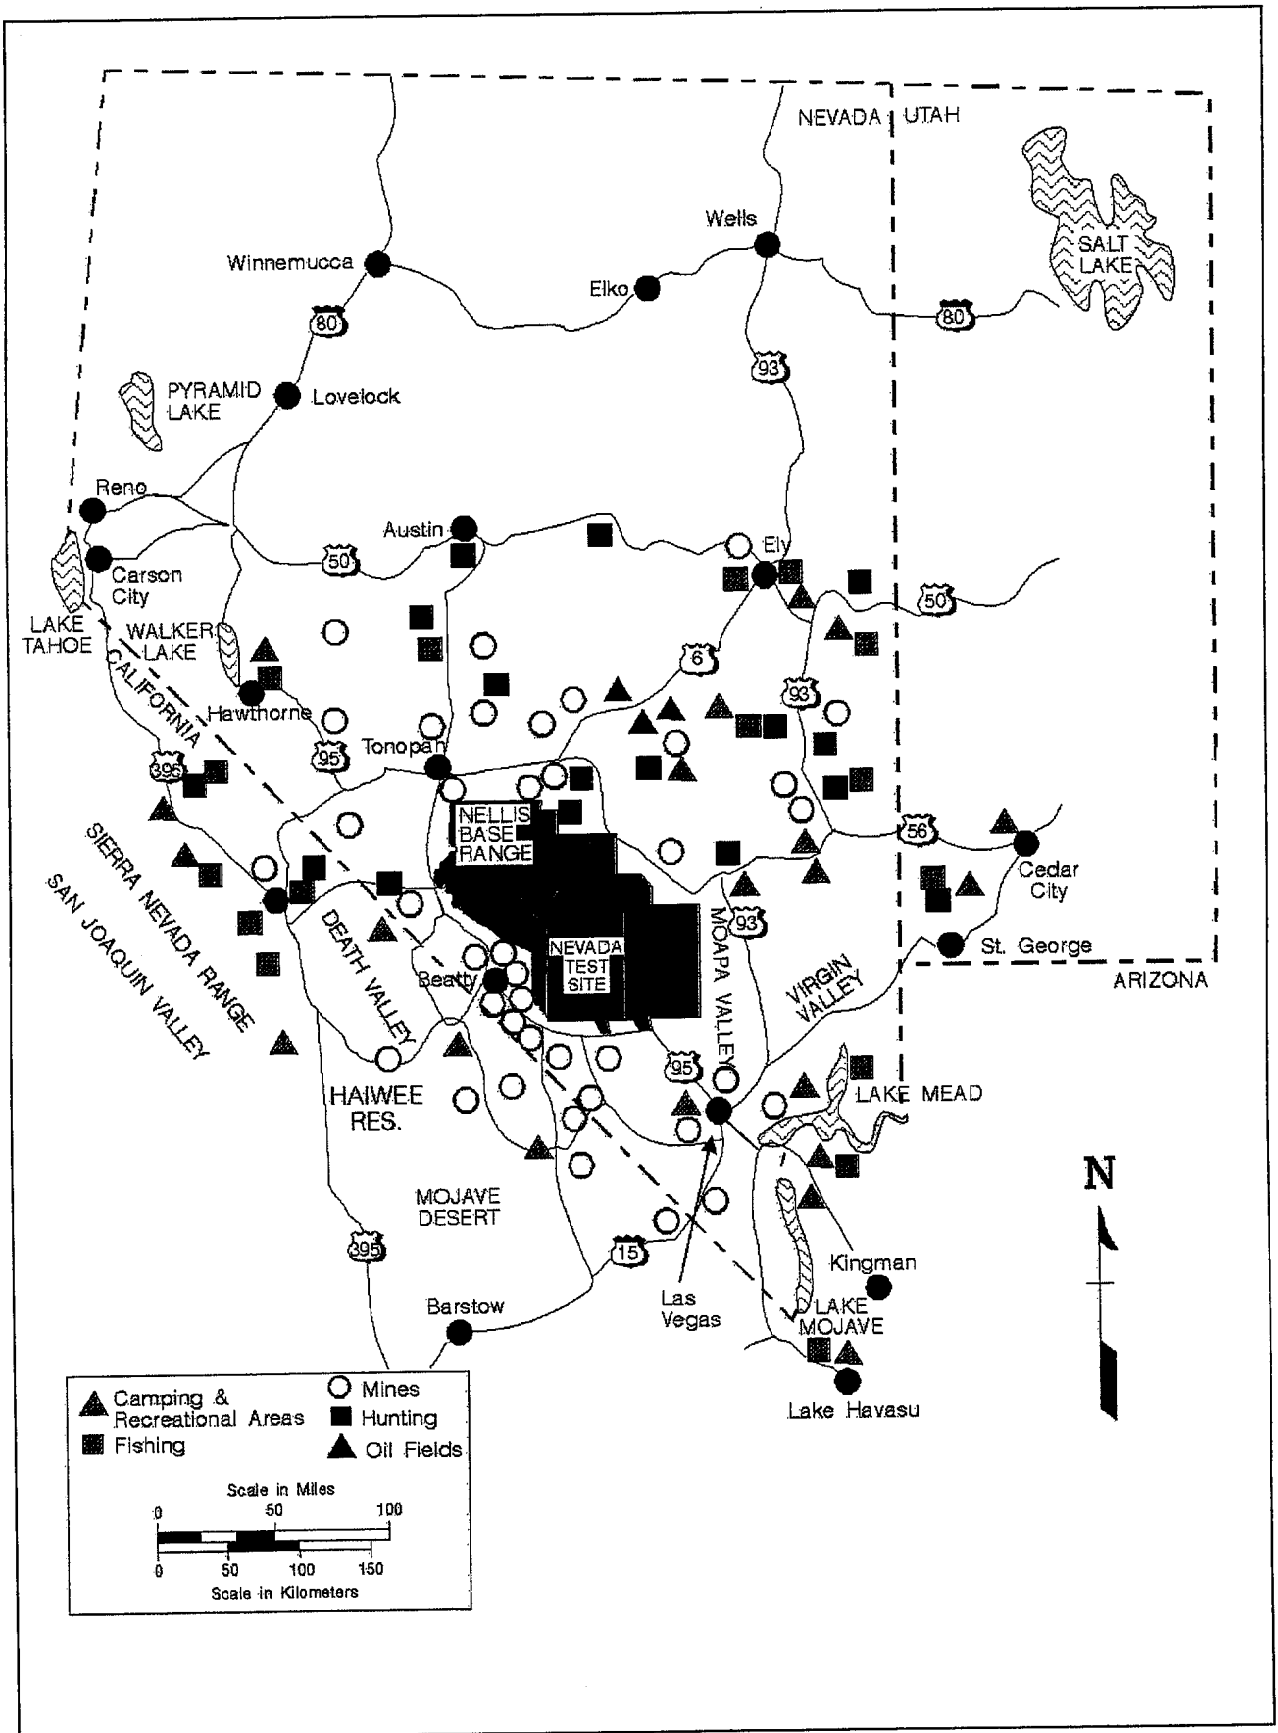 NEVADA
UTAH
Wells
Winnemucca
SALT
LAKE
Elko
80
80
93
PYRAMID
LAKE
Lovelock
Reno
Austin
Ely
50
Carson
City
50
LAKE
TAHOE
WALKER
LAKE
CALIFORNIA
6
93
Hawthorne
Tonopah
395
95
NELLIS
BASE
RANGE
SIERRA NEVADA RANGE
SAN JOAQUIN VALLEY
56
Cedar
City
DEATH VALLEY
93
MOAPA VALLEY
NEVADA
TEST
SITE
St. George
Beatty
VIRGIN
VALLEY
ARIZONA
95
HAIWEE
RES.
LAKE MEAD
N
MOJAVE
DESERT
395
15
Kingman
Las
Vegas
Barstow
LAKE
MOJAVE
Lake Havasu
Camping &
Recreational Areas
Fishing
Mines
Hunting
Oil Fields
Scale in Miles
0 50 100
0 50 100 150
Scale in Kilometers